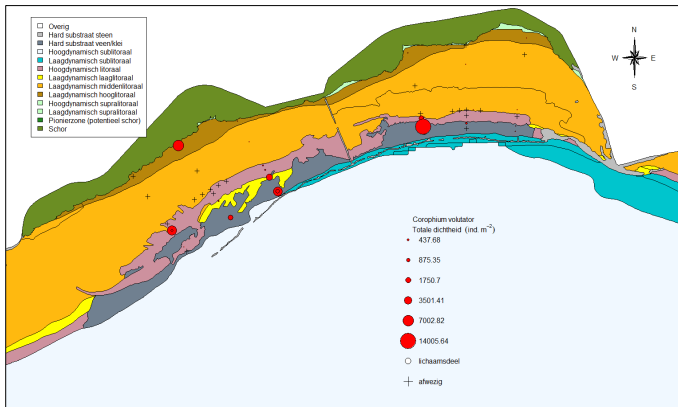 Overig
Hard substraat steen
Hard substraat veen/klei
Hoogdynamisch sublitoraal
Laagdynamisch sublitoraal
Hoogdynamisch litoraal
Laagdynamisch laaglitoraal
Laagdynamisch middenlitoraal
Laagdynamisch hooglitoraal
Hoogdynamisch supralitoraal
Laagdynamisch supralitoraal
Pionierzone (potentieel schor)
Schor
N
W E
S
Corophium volutator
Totale dichtheid (ind. m⁻²)
437.68
875.35
1750.7
3501.41
7002.82
14005.64
lichaamsdeel
afwezig